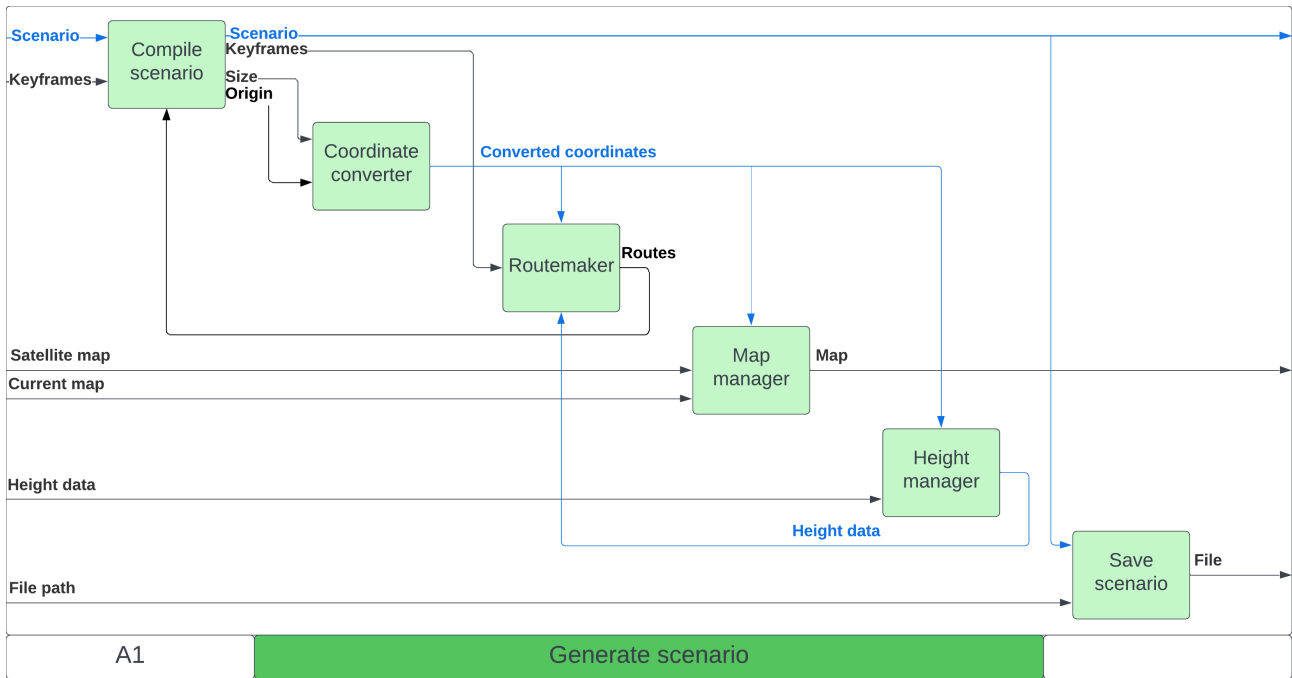 Scenario
Compile
scenario
Scenario
Keyframes
Keyframes
Size
Origin
Coordinate
converter
Converted coordinates
Routemaker
Routes
Satellite map
Current map
Map
manager
Map
Height data
Height
manager
Height data
File path
Save
scenario
File
A1
Generate scenario